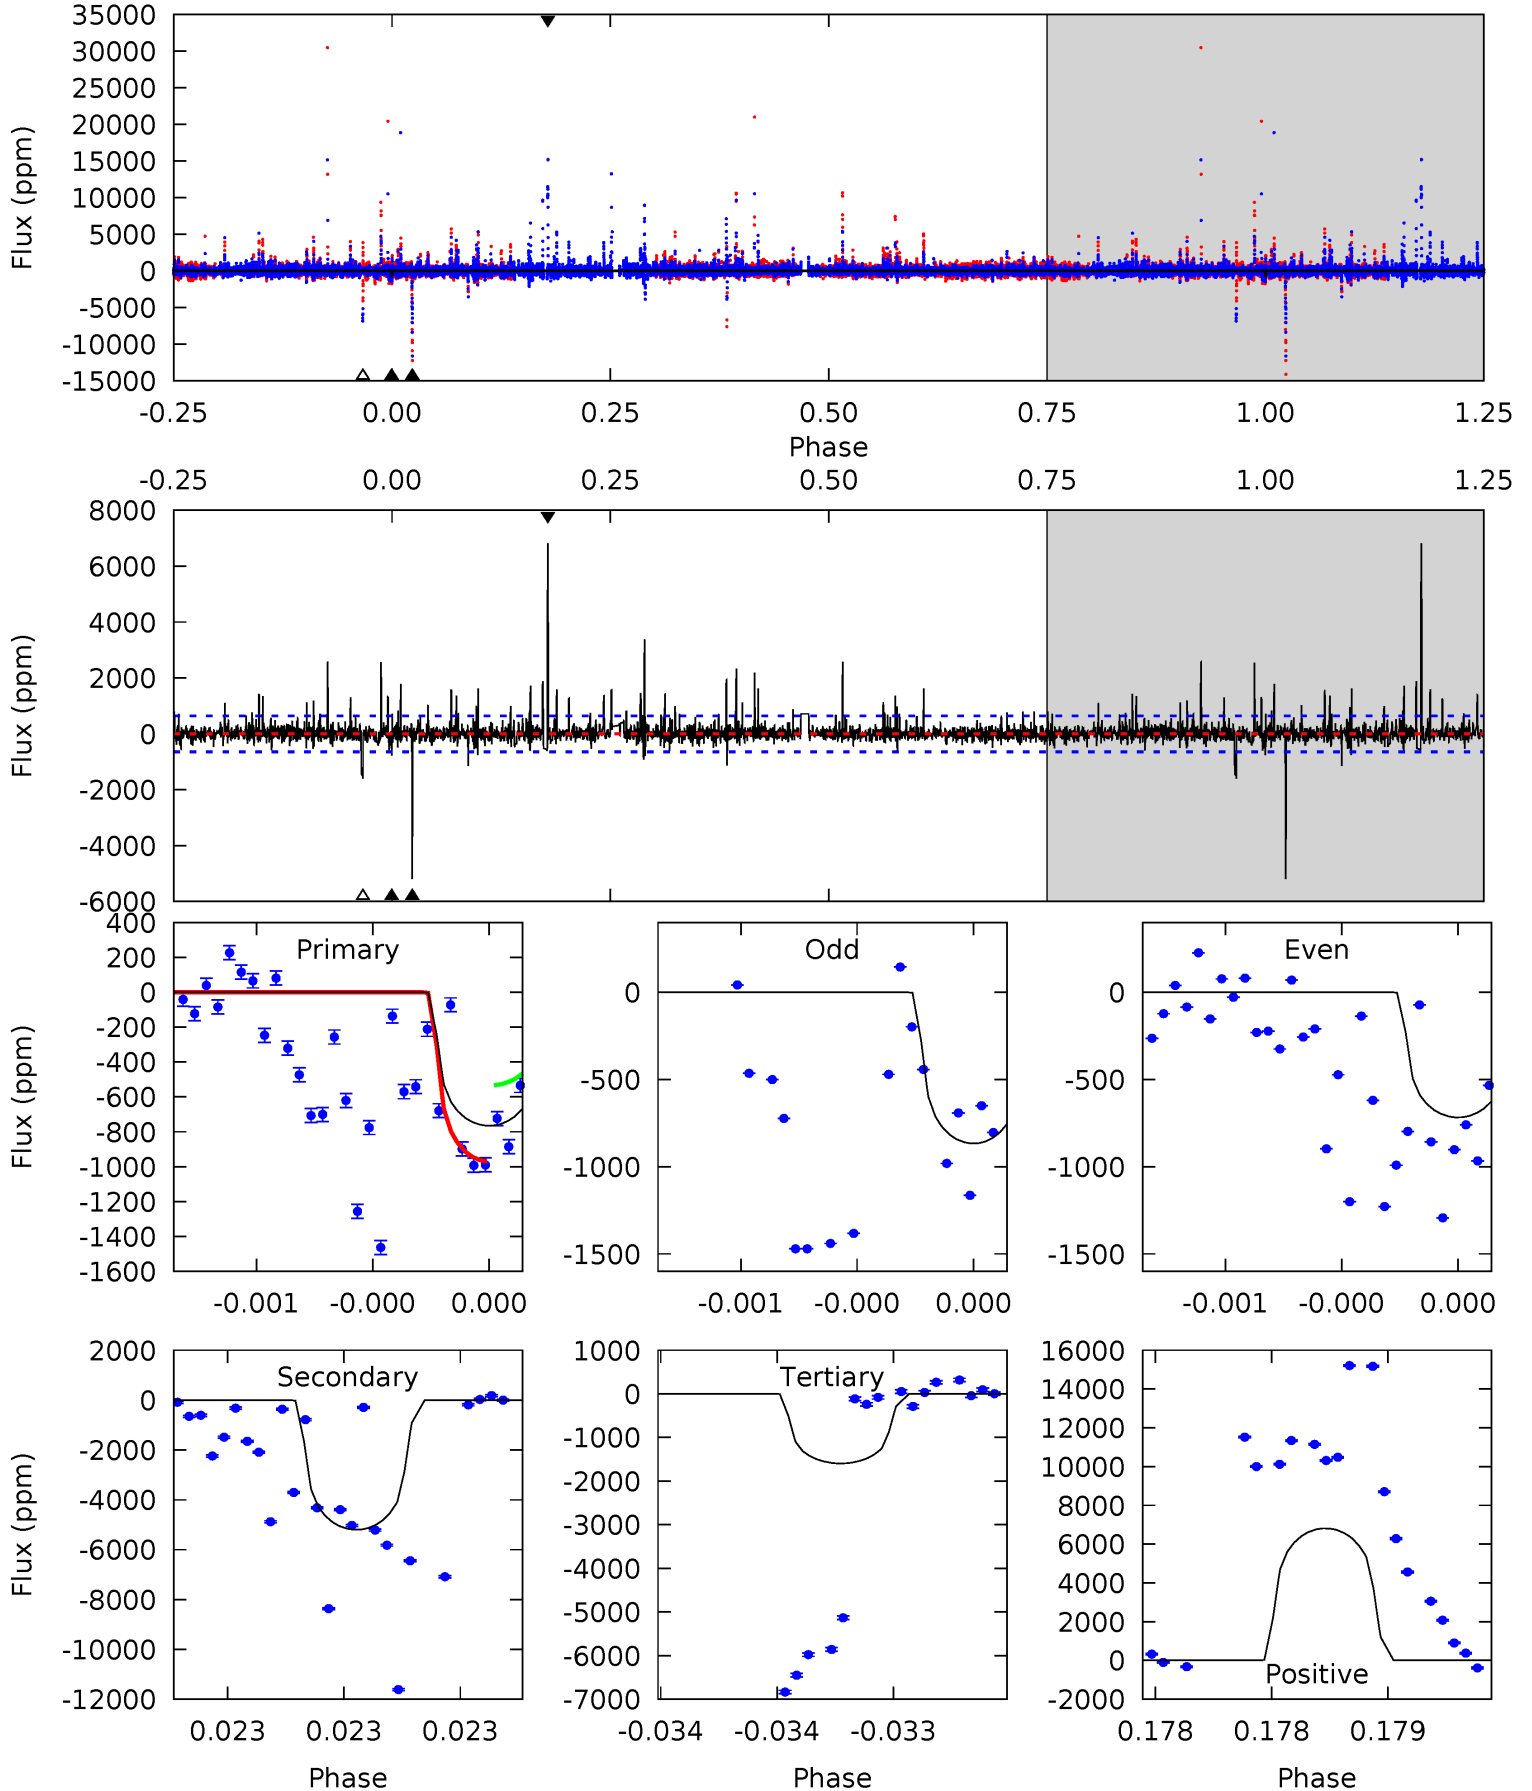 35000
30000
25000
20000
15000
10000
5000
0
-5000
-10000
-15000
Flux (ppm)
-0.25 0.00 0.25 0.50 0.75 1.00 1.25
Phase
-0.25 0.00 0.25 0.50 0.75 1.00 1.25
8000
6000
4000
2000
0
-2000
-4000
-6000
Flux (ppm)
Primary
400
200
0
-200
-400
-600
-800
-1000
-1200
-1400
-1600
Flux (ppm)
-0.001 -0.000 0.000
Odd
0
-500
-1000
-1500
-0.001 -0.000 0.000
Even
0
-500
-1000
-1500
-0.001 -0.000 0.000
Secondary
2000
0
-2000
-4000
-6000
-8000
-10000
-12000
Flux (ppm)
0.023 0.023 0.023
Phase
Tertiary
1000
0
-1000
-2000
-3000
-4000
-5000
-6000
-7000
-0.034 -0.034 -0.033
Phase
16000
14000
12000
10000
8000
6000
4000
2000
0
-2000
Positive
0.178 0.178 0.179
Phase